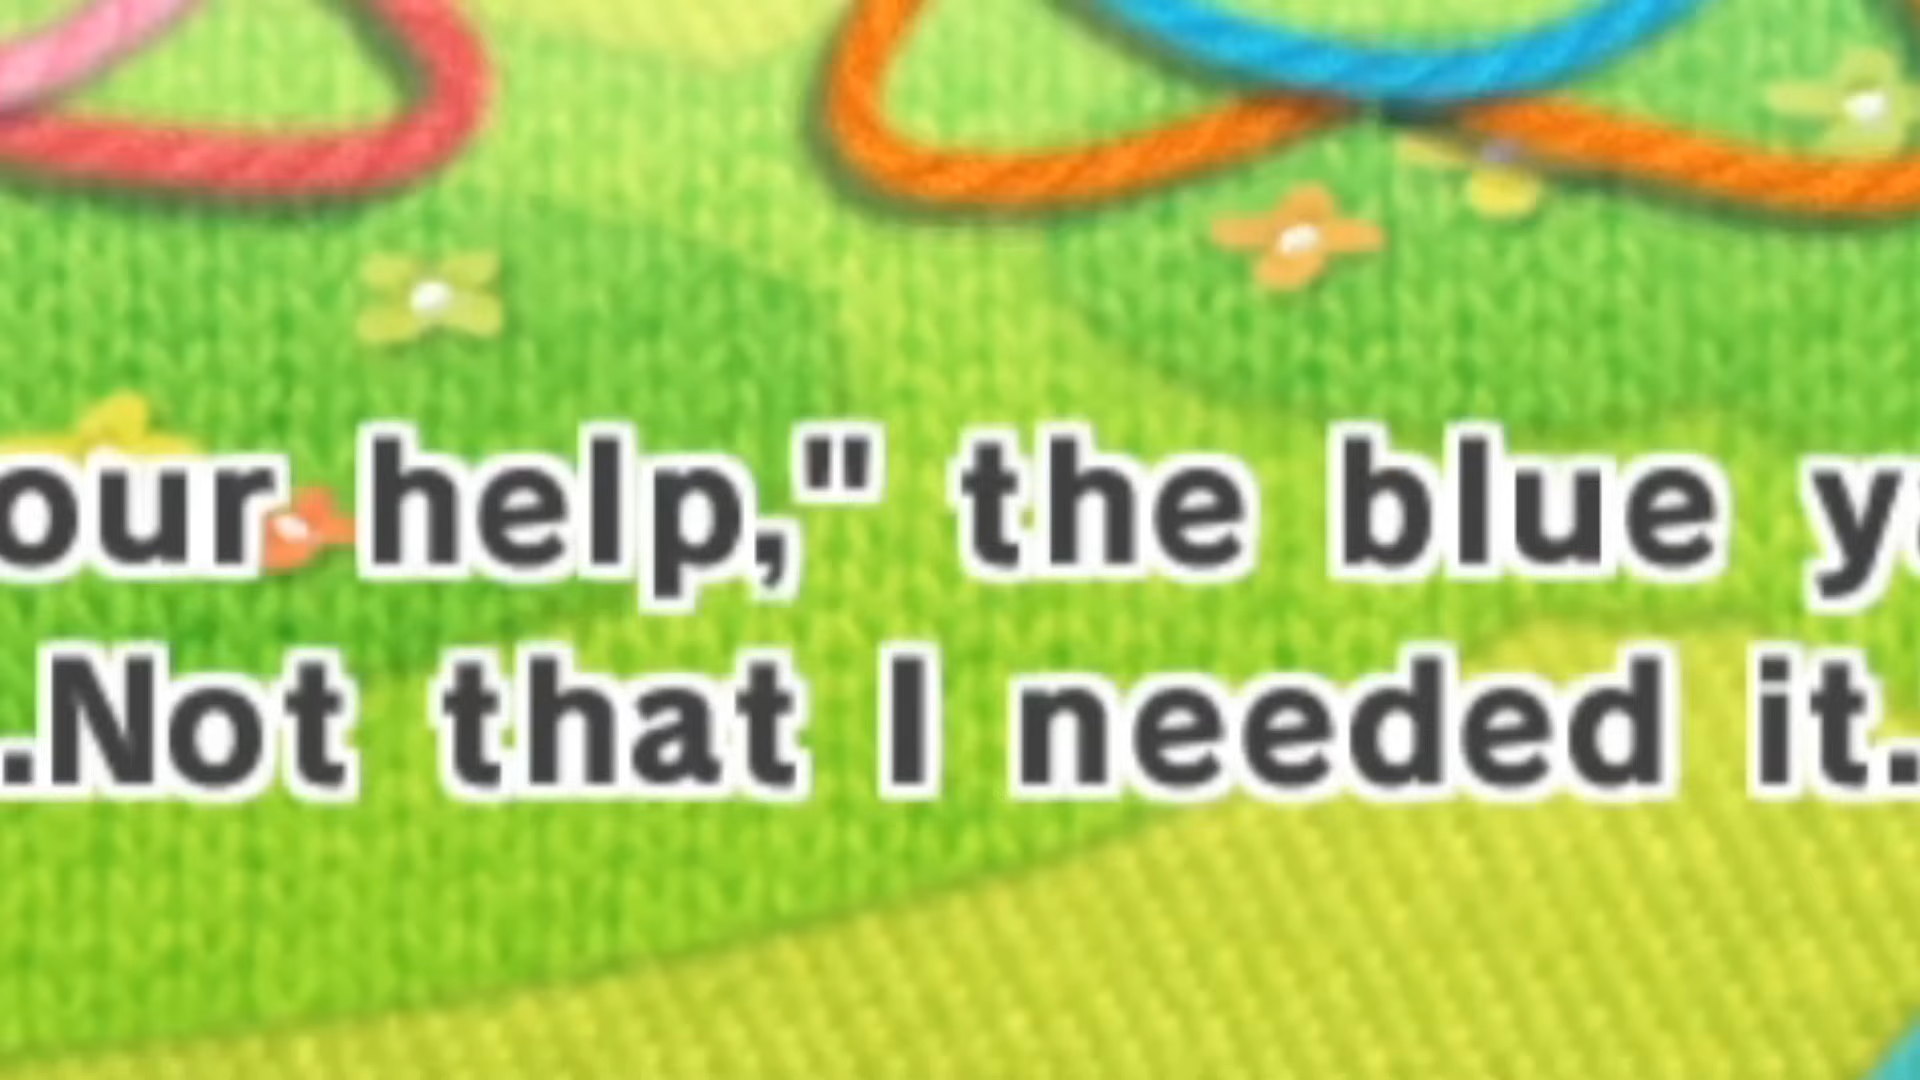 our help," the blue y
.Not that I needed it.